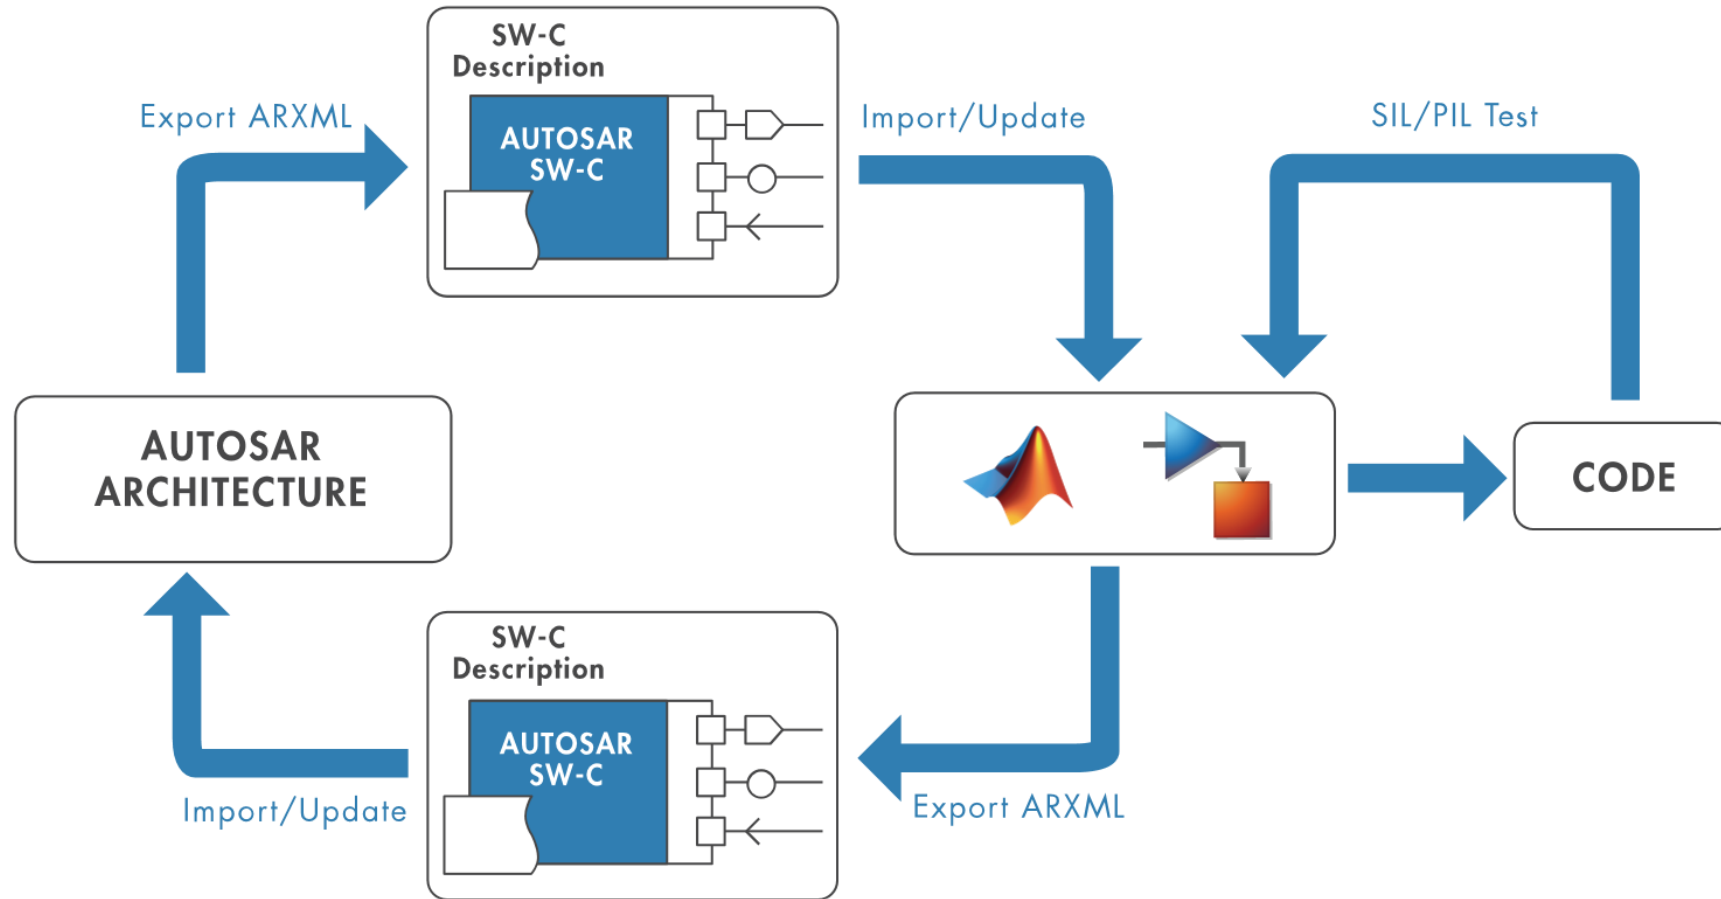 SW-C
Description
AUTOSAR
SW-C
Export ARXML
Import/Update
SIL/PIL Test
AUTOSAR
ARCHITECTURE
CODE
SW-C
Description
AUTOSAR
SW-C
Import/Update
Export ARXML